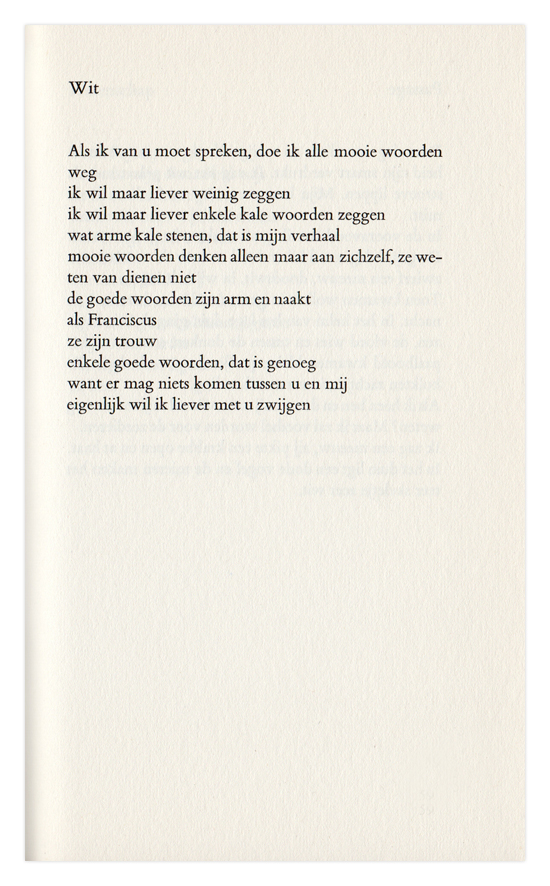 Wit
Als ik van u moet spreken, doe ik alle mooie woorden
weg
ik wil maar liever weinig zeggen
ik wil maar liever enkele kale woorden zeggen
wat arme kale stenen, dat is mijn verhaal
mooie woorden denken alleen maar aan zichzelf, ze we-
ten van dienen niet
de goede woorden zijn arm en naakt
als Franciscus
ze zijn trouw
enkele goede woorden, dat is genoeg
want er mag niets komen tussen u en mij
eigenlijk wil ik liever met u zwijgen